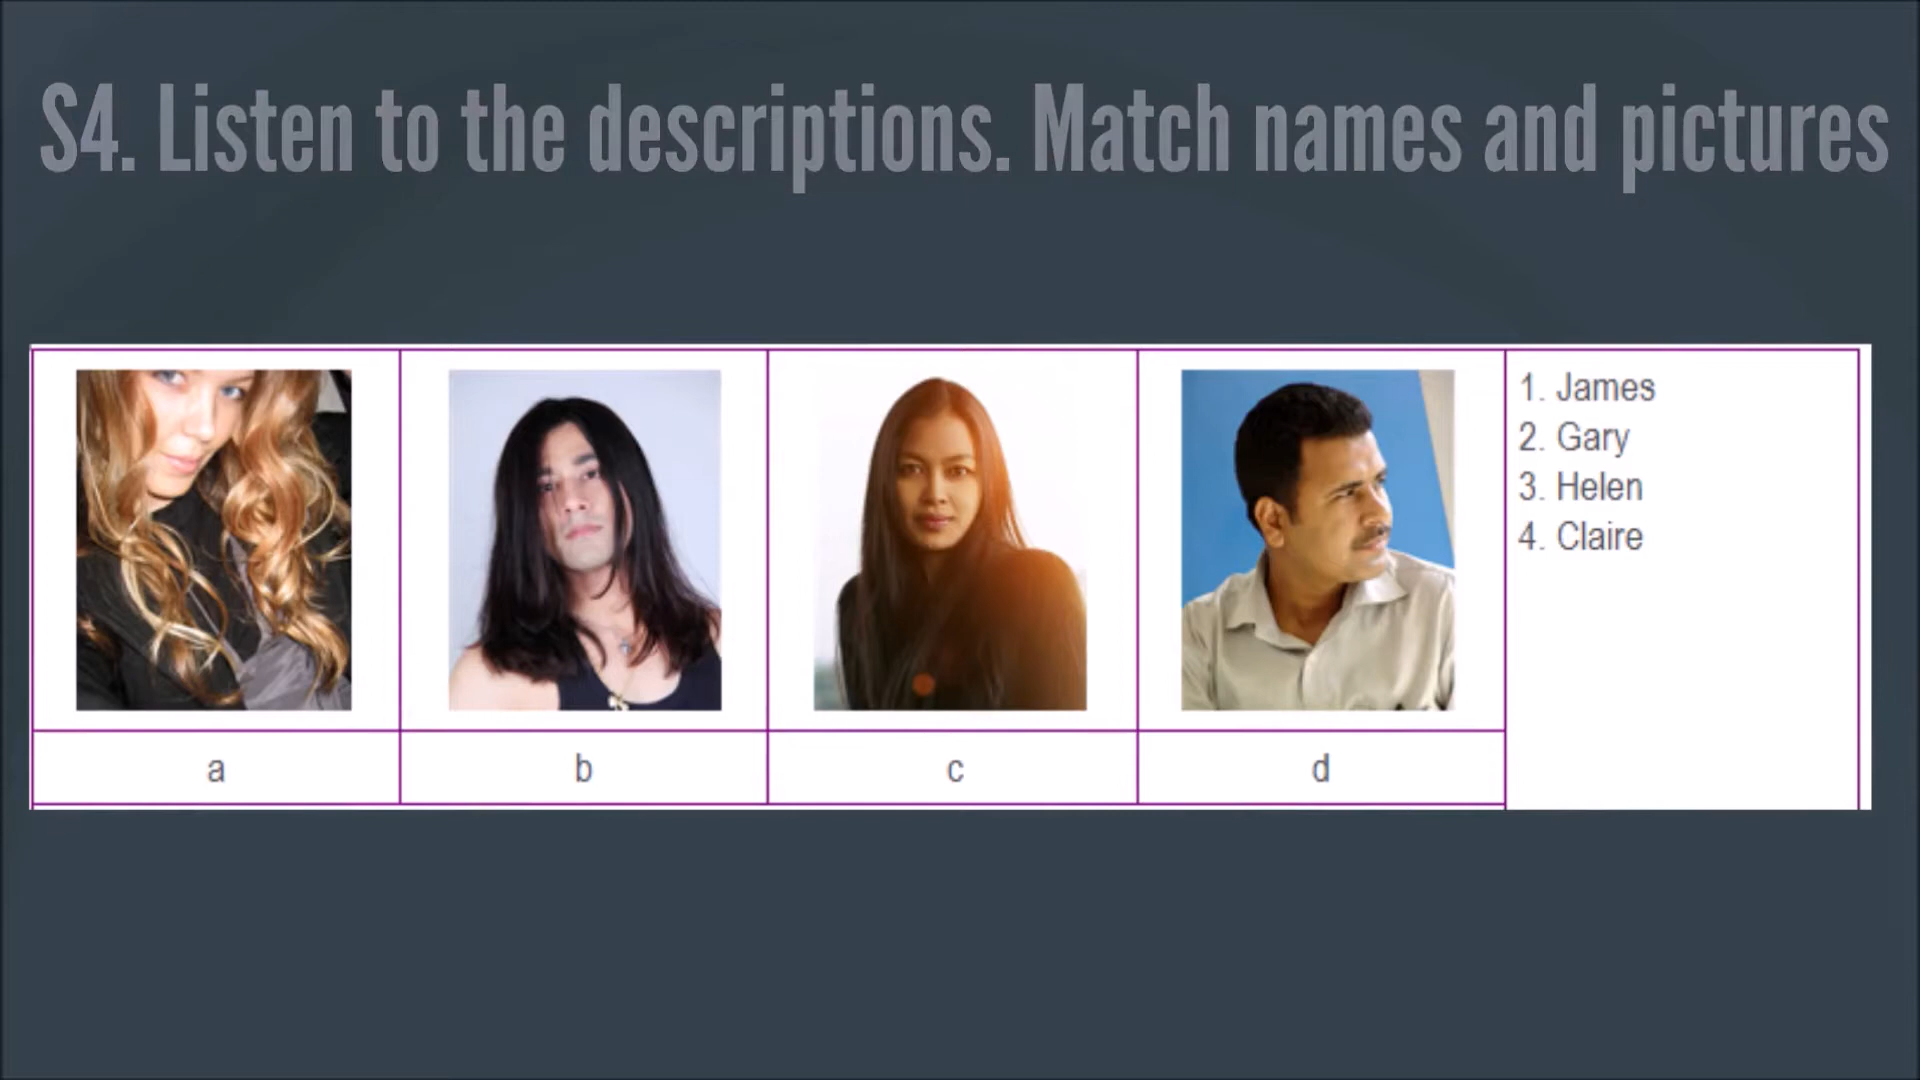 S4. Listen to the descriptions. Match names and pictures
1. James
2. Gary
3. Helen
4. Claire
a b c d